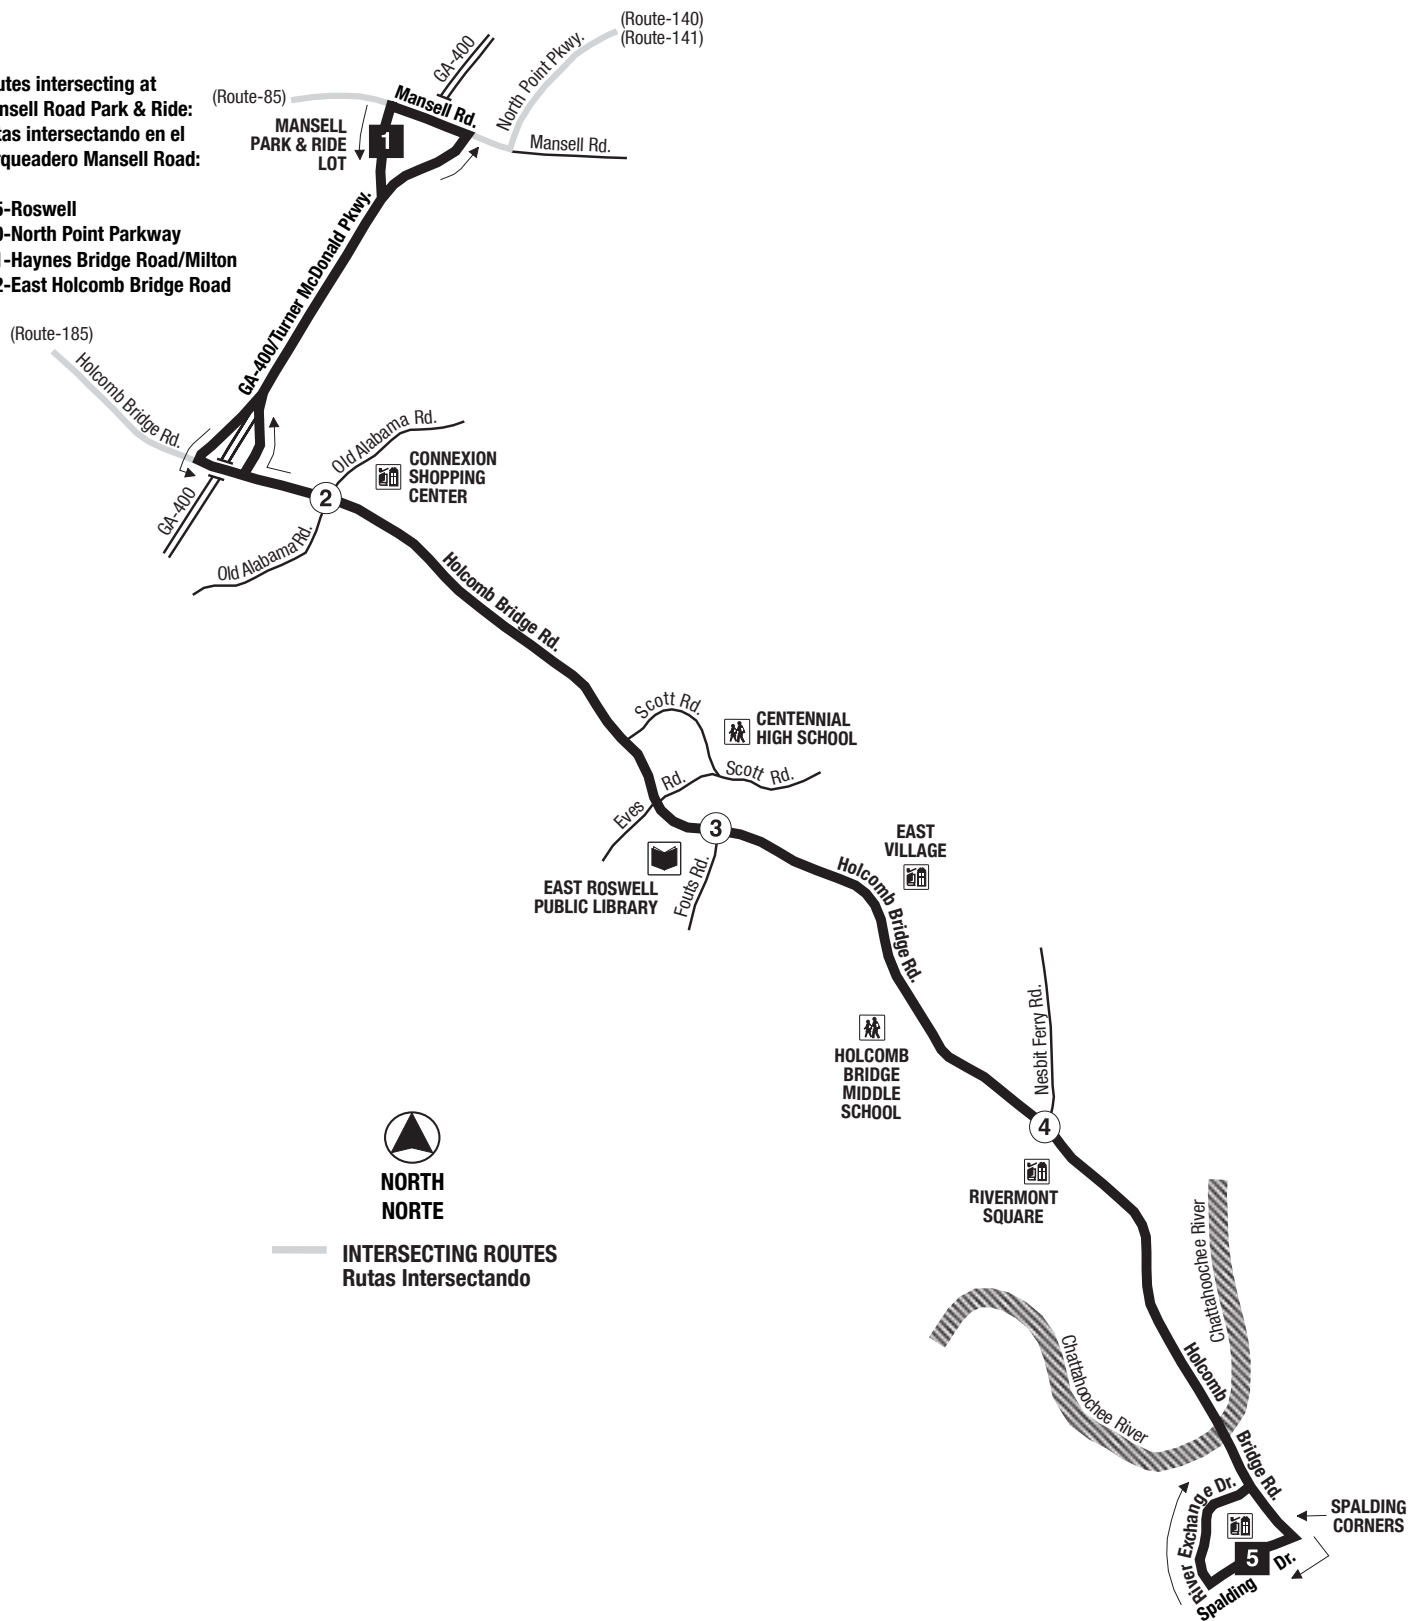 (Route-140)
(Route-141)
GA-400
North Point Pkwy.
(Route-85)
Mansell Rd.
Mansell Rd.
MANSELL
PARK & RIDE
LOT
1
utes intersecting at
nsell Road Park & Ride:
tas intersectando en el
rqueadero Mansell Road:
-Roswell
-North Point Parkway
-Haynes Bridge Road/Milton
2-East Holcomb Bridge Road
GA-400/Turner McDonald Pkwy.
(Route-185)
Holcomb Bridge Rd.
GA-400
Old Alabama Rd.
CONNEXION
SHOPPING
CENTER
2
Old Alabama Rd.
Holcomb Bridge Rd.
Scott Rd.
CENTENNIAL
HIGH SCHOOL
Scott Rd.
Eves Rd.
3
EAST ROSWELL
PUBLIC LIBRARY
Fouts Rd.
EAST
VILLAGE
Holcomb Bridge Rd.
HOLCOMB
BRIDGE
MIDDLE
SCHOOL
Nesbit Ferry Rd.
4
RIVERMONT
SQUARE
NORTH
NORTE
INTERSECTING ROUTES
Rutas Intersectando
Chattahoochee River
Chattahoochee River
Holcomb Bridge Rd.
River Exchange Dr.
SPALDING
CORNERS
5
Spalding Dr.